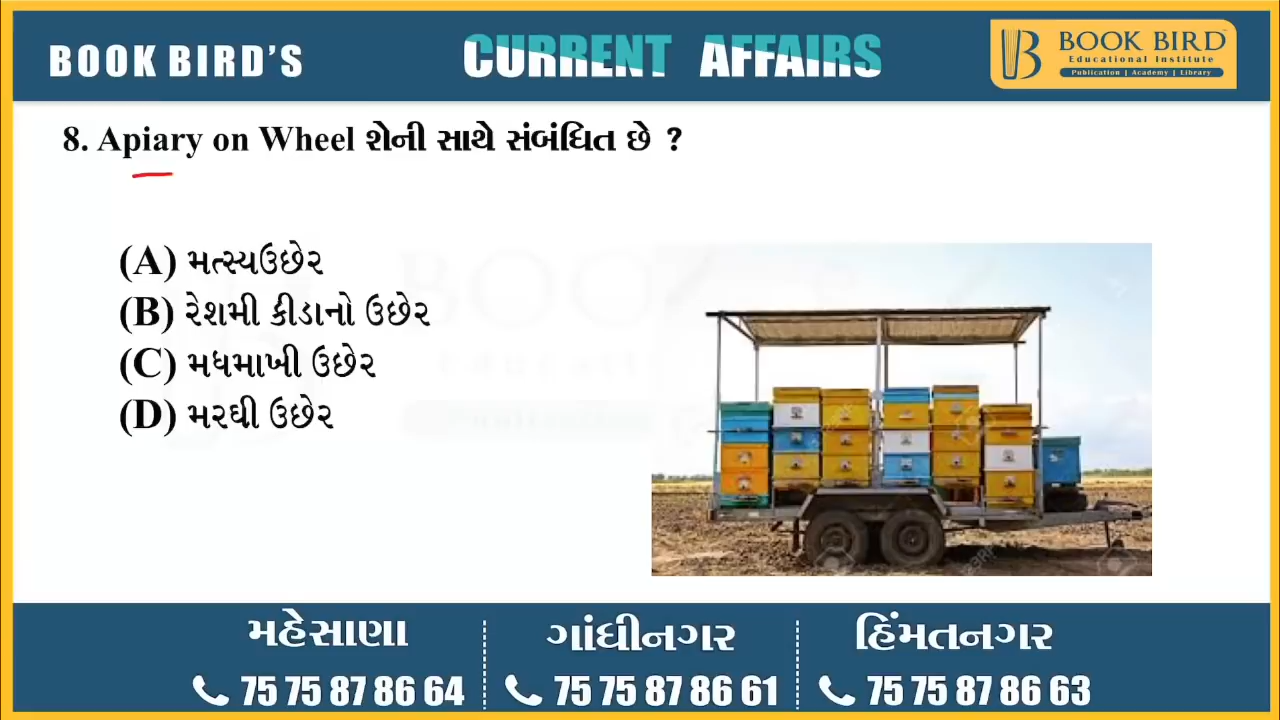 BOOK BIRD'S
CURRENT AFFAIRS
BOOK BIRD
Educational Institute
Publication | Academy | Library
8. Apiary on Wheel શેની સાથે સંબંધિત છે ?
(A) મત્સ્યઉછેર
(B) રેશમી કીડાનો ઉછેર
(C) મધમાખી ઉછેર
(D) મરઘી ઉછેર
મહેસાણા
75 75 87 86 64
ગાંધીનગર
75 75 87 86 61
હિંમતનગર
75 75 87 86 63